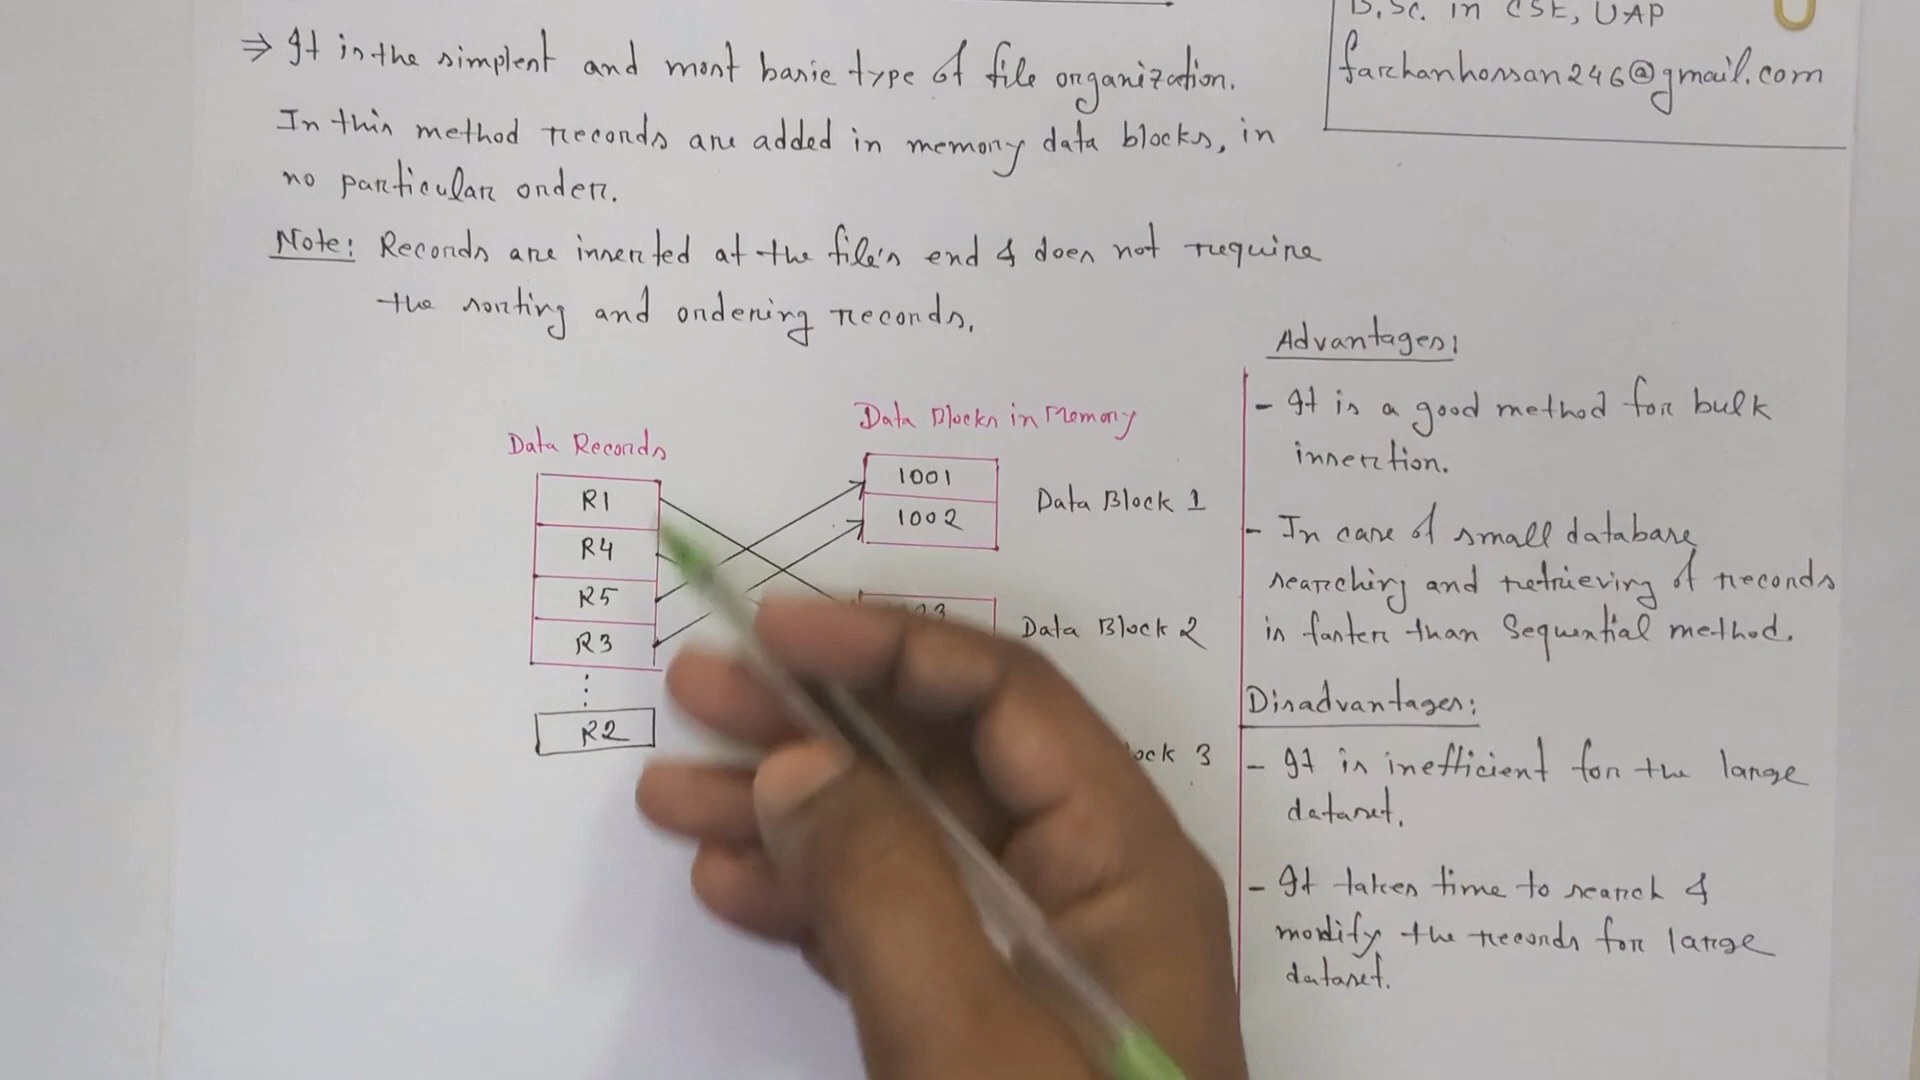 B.Sc. in CSE, UAP
farhanhossan246@gmail.com
⇒ It is the simplest and most basic type of file organization.
In this method records are added in memory data blocks, in
no particular order.
Note: Records are inserted at the file's end & does not require
the sorting and ordering records.
Data Records
R1
R4
R5
R3
⋮
R2
Data Blocks in Memory
1001
1002
Data Block 1
Data Block 2
ock 3
Advantages:
- It is a good method for bulk
insertion.
- In case of small database
searching and retrieving of records
is faster than Sequential method.
Disadvantages:
- It is inefficient for the large
dataset.
- It takes time to search &
modify the records for large
dataset.